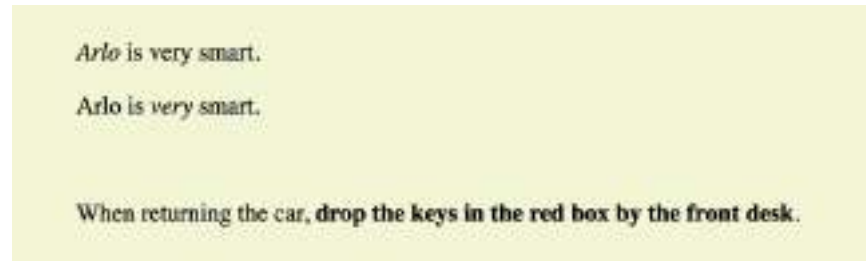 Arlo is very smart.
Arlo is very smart.
When returning the car, drop the keys in the red box by the front desk.